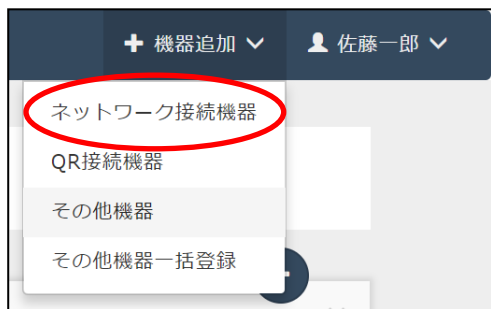 機器追加 佐藤一郎
ネットワーク接続機器
QR接続機器
その他機器
その他機器一括登録